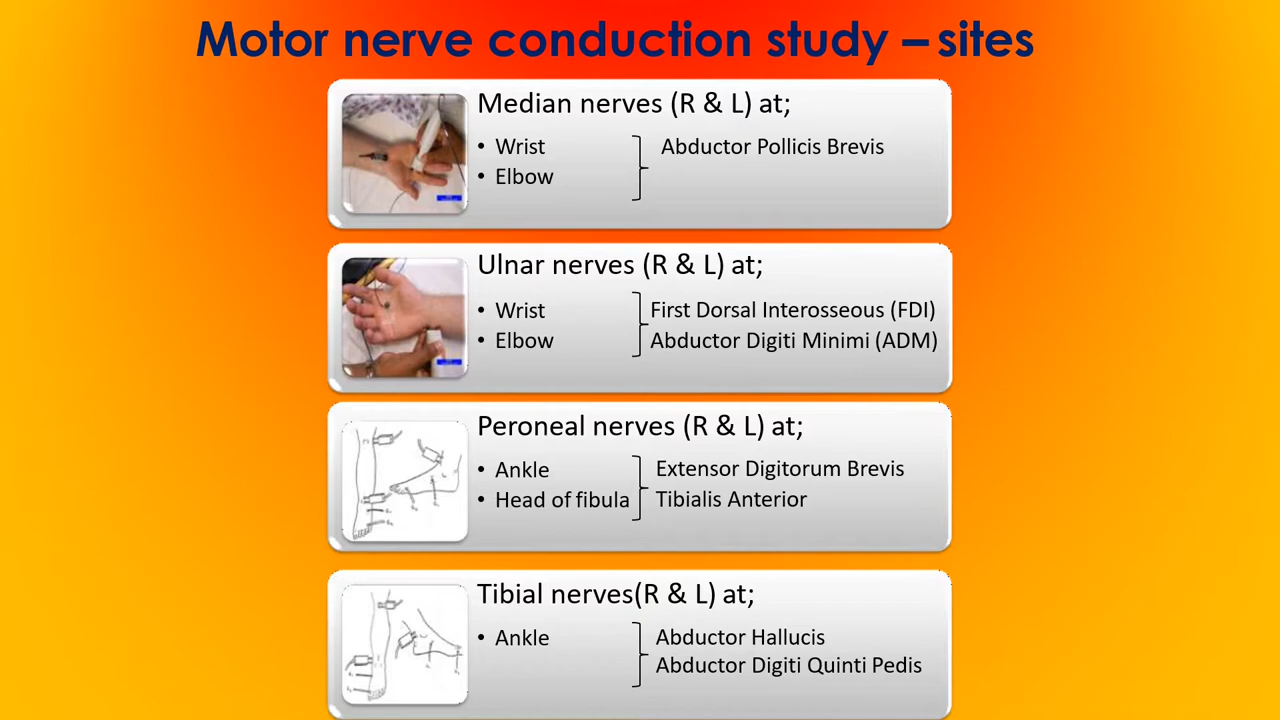 Motor nerve conduction study – sites
Median nerves (R & L) at;
• Wrist
• Elbow
Abductor Pollicis Brevis
Ulnar nerves (R & L) at;
• Wrist
• Elbow
First Dorsal Interosseous (FDI)
Abductor Digiti Minimi (ADM)
Peroneal nerves (R & L) at;
• Ankle
• Head of fibula
Extensor Digitorum Brevis
Tibialis Anterior
Tibial nerves(R & L) at;
• Ankle
Abductor Hallucis
Abductor Digiti Quinti Pedis